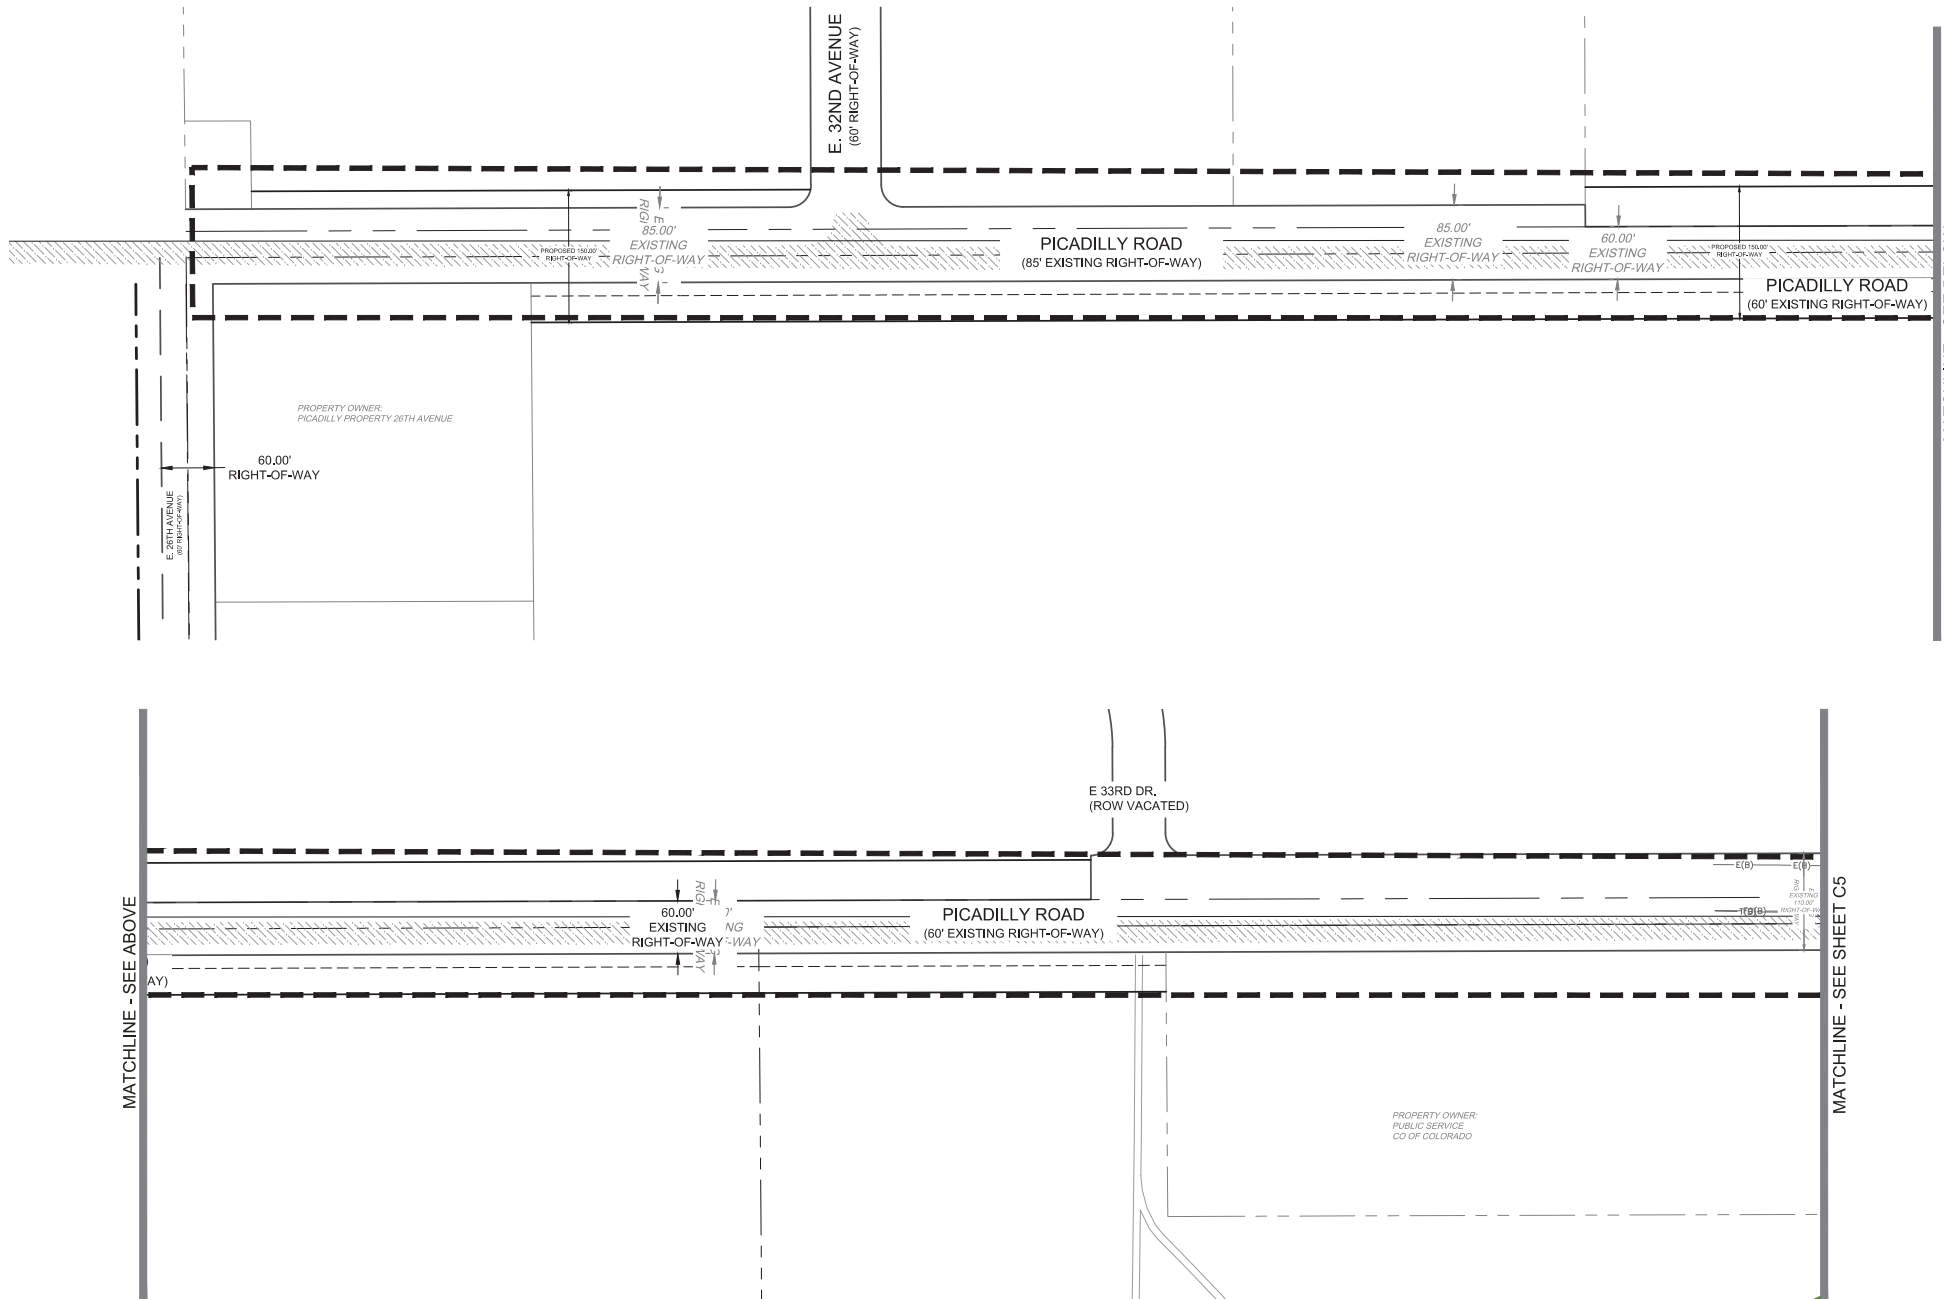 E. 32ND AVENUE
(60' RIGHT-OF-WAY)
85.00'
EXISTING
RIGHT-OF-WAY
PROPOSED 150.00'
RIGHT-OF-WAY
PICADILLY ROAD
(85' EXISTING RIGHT-OF-WAY)
85.00'
EXISTING
RIGHT-OF-WAY
60.00'
EXISTING
RIGHT-OF-WAY
PROPOSED 150.00'
RIGHT-OF-WAY
PICADILLY ROAD
(60' EXISTING RIGHT-OF-WAY)
PROPERTY OWNER:
PICADILLY PROPERTY 26TH AVENUE
60.00'
RIGHT-OF-WAY
E. 26TH AVENUE
(60' RIGHT-OF-WAY)
E 33RD DR.
(ROW VACATED)
MATCHLINE - SEE ABOVE
AY)
60.00'
EXISTING
RIGHT-OF-WAY
PICADILLY ROAD
(60' EXISTING RIGHT-OF-WAY)
E(B)
E(B)
EXISTING
110.00'
MATCHLINE - SEE SHEET C5
PROPERTY OWNER:
PUBLIC SERVICE
CO OF COLORADO